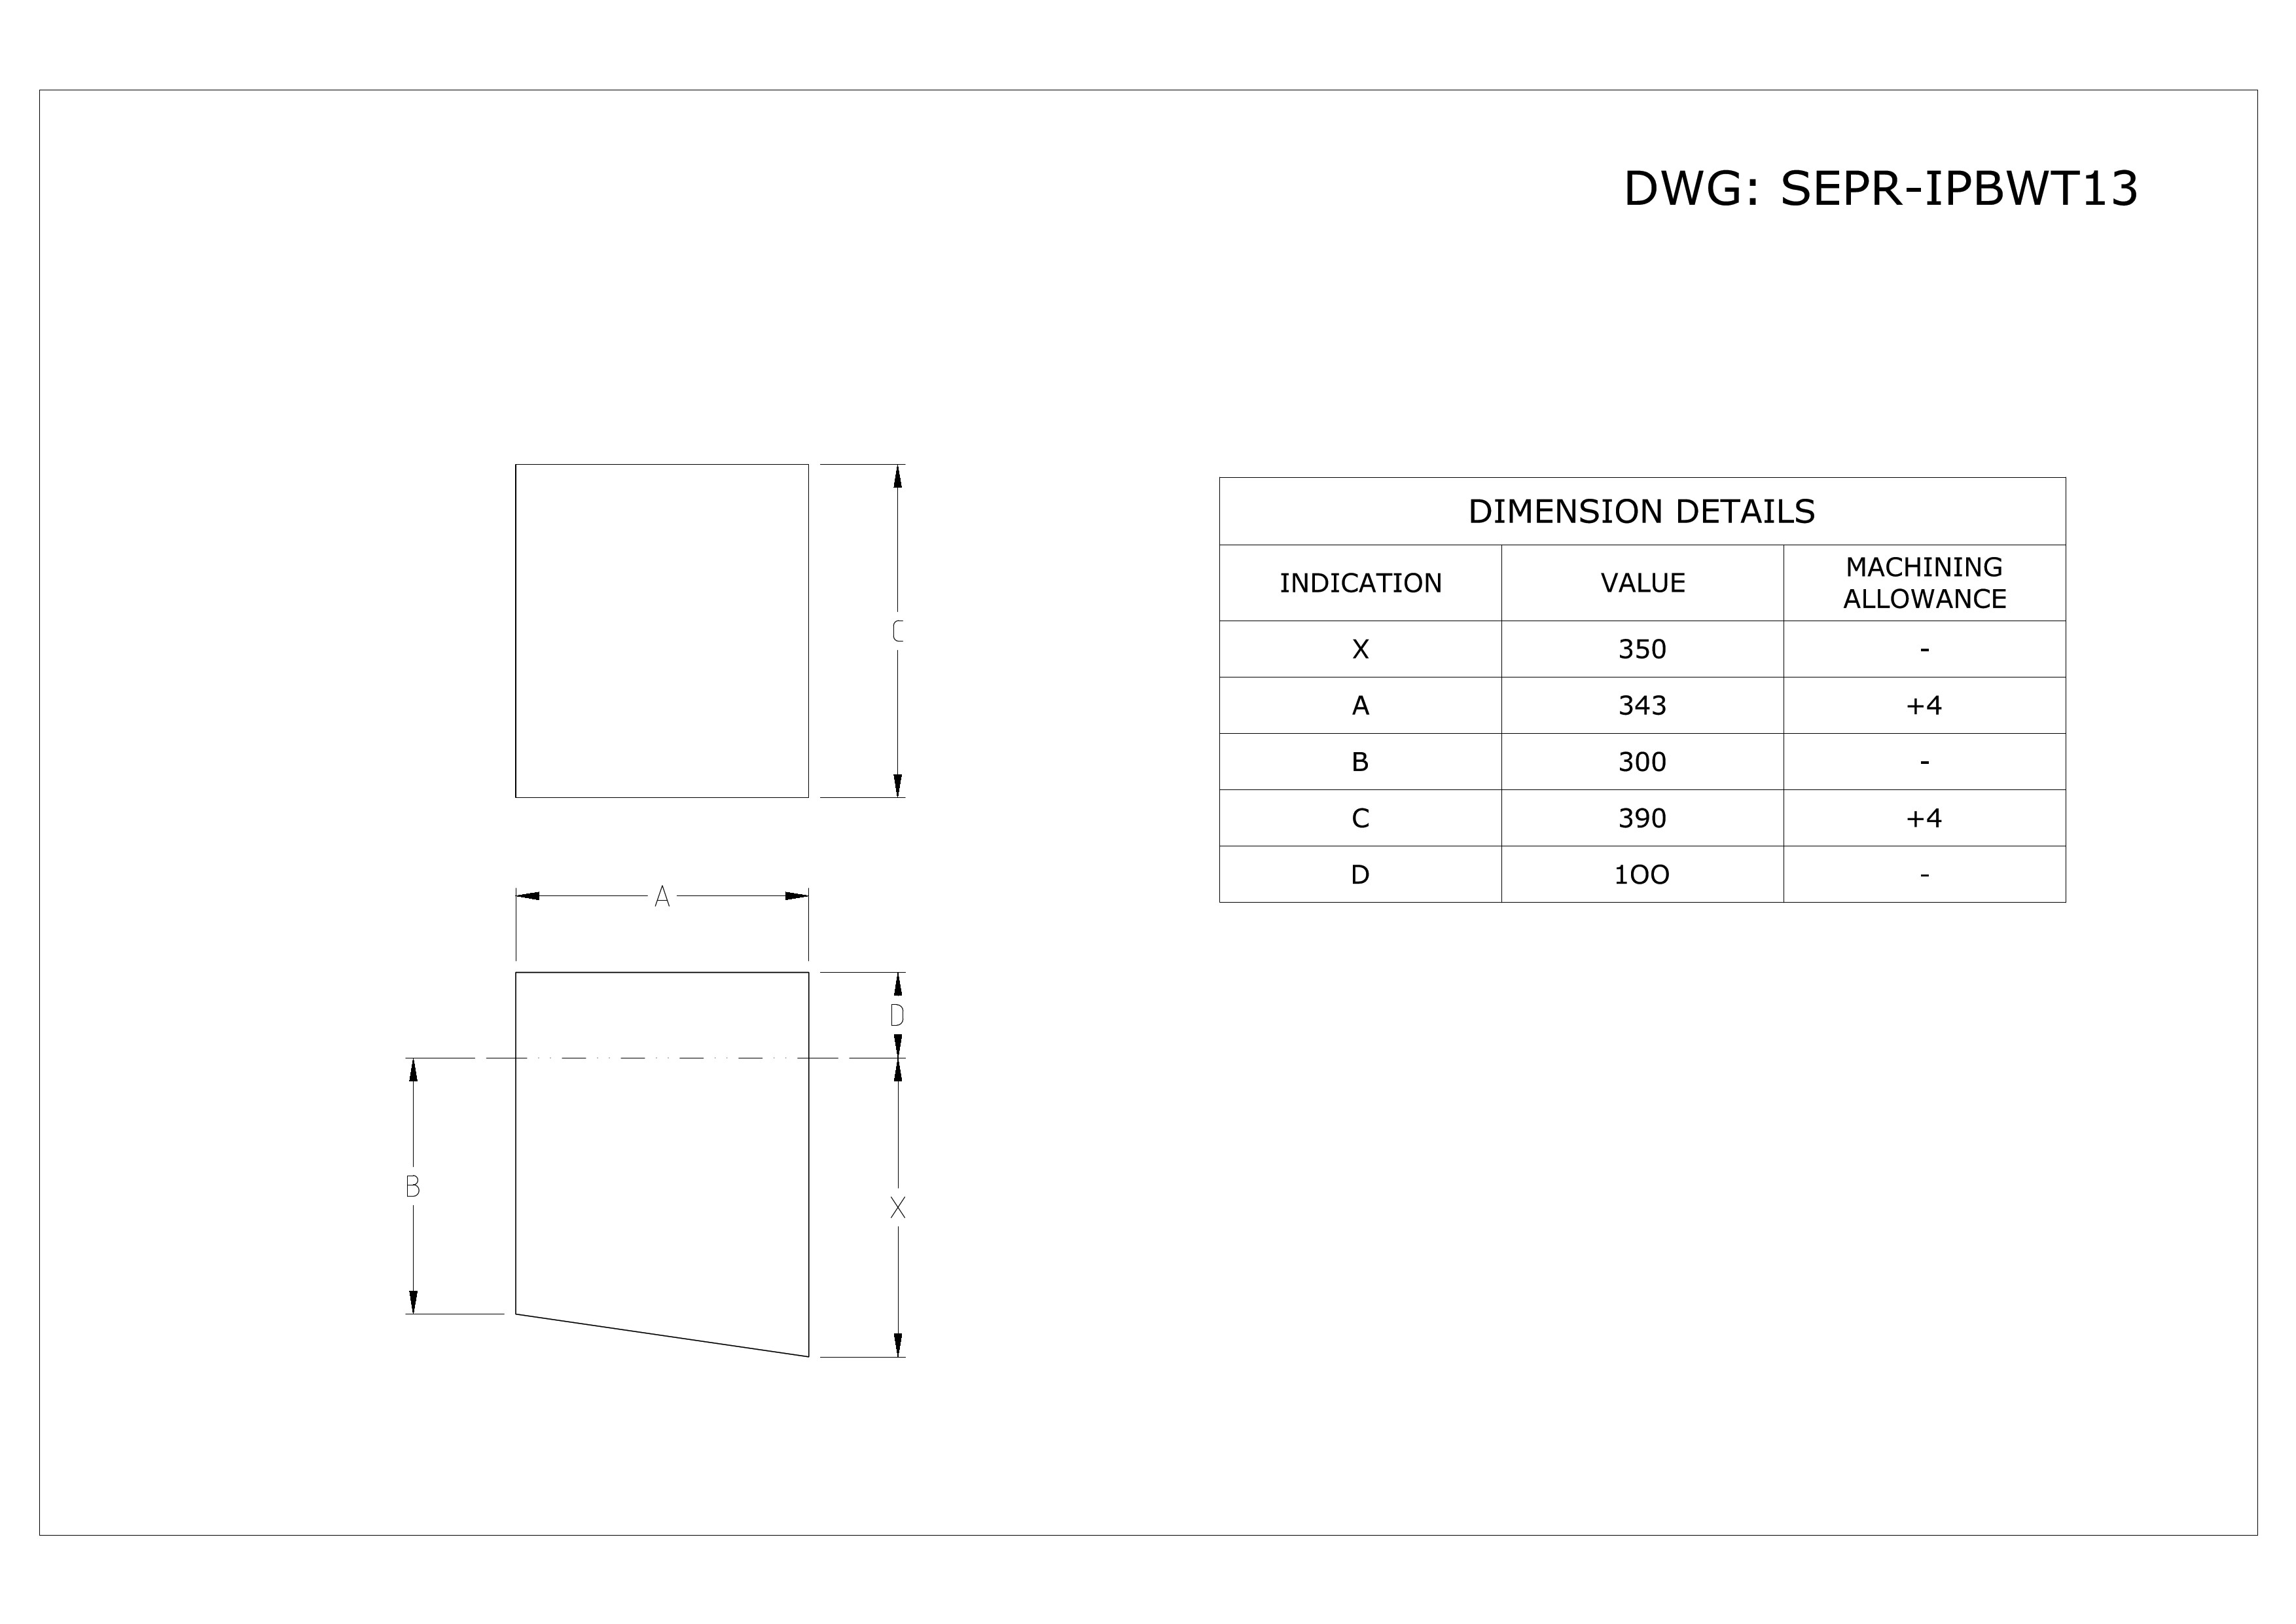 DWG: SEPR-IPBWT13
C
A
D
B
X
DIMENSION DETAILS
INDICATION VALUE MACHINING ALLOWANCE
X 350 -
A 343 +4
B 300 -
C 390 +4
D 1OO -